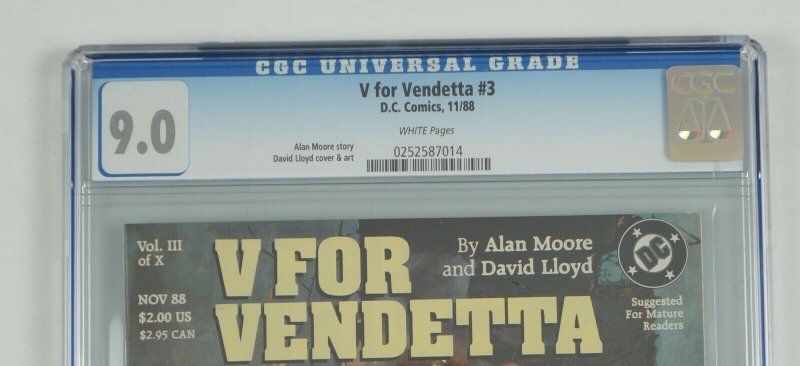 CGC UNIVERSAL GRADE
9.0
V for Vendetta #3
D.C. Comics, 11/88
WHITE Pages
Alan Moore story
David Lloyd cover & art
0252587014
CGC
Vol. III
of X
NOV 88
$2.00 US
$2.95 CAN
V FOR
VENDETTA
By Alan Moore
and David Lloyd
DC
Suggested
For Mature
Readers